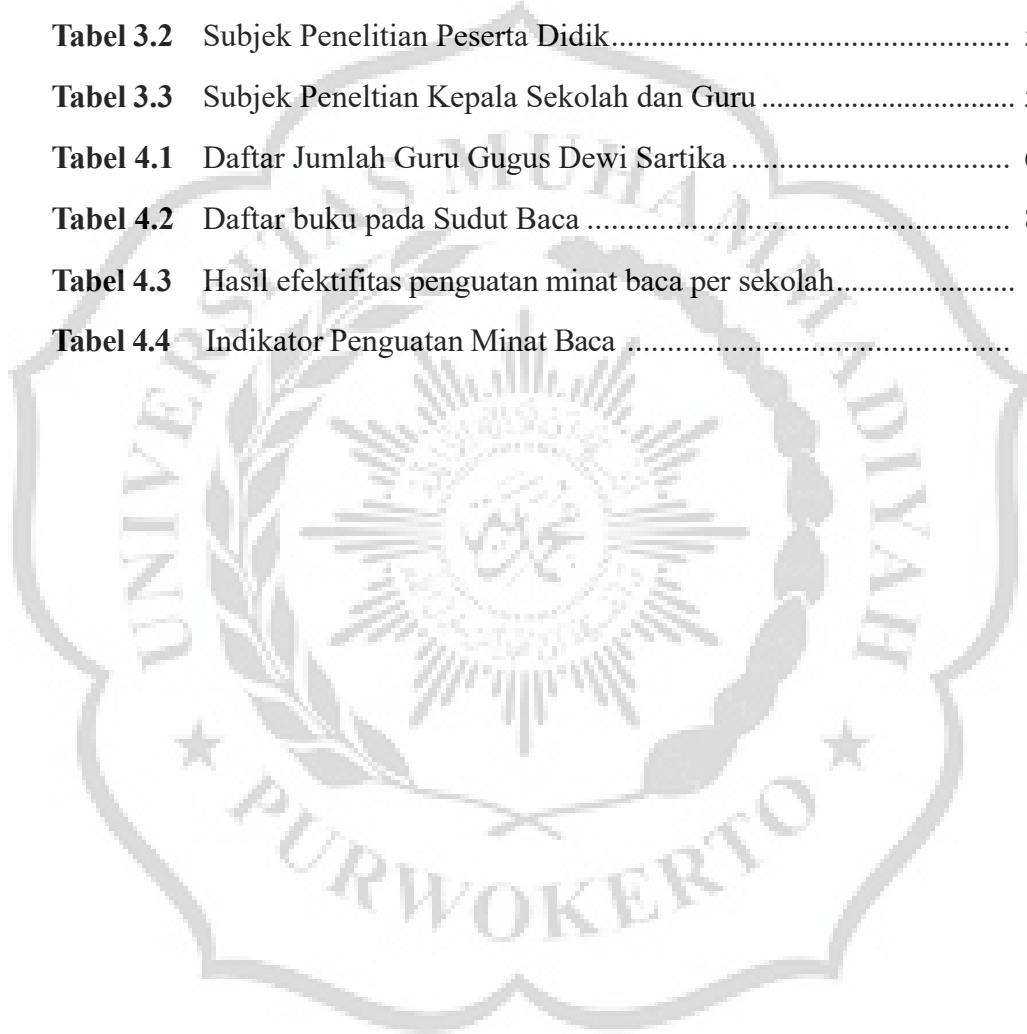 Tabel 3.2 Subjek Penelitian Peserta Didik
Tabel 3.3 Subjek Peneltian Kepala Sekolah dan Guru
Tabel 4.1 Daftar Jumlah Guru Gugus Dewi Sartika
Tabel 4.2 Daftar buku pada Sudut Baca
Tabel 4.3 Hasil efektifitas penguatan minat baca per sekolah
Tabel 4.4 Indikator Penguatan Minat Baca
UNIVERSITAS MUHAMMADIYAH
PURWOKERTO